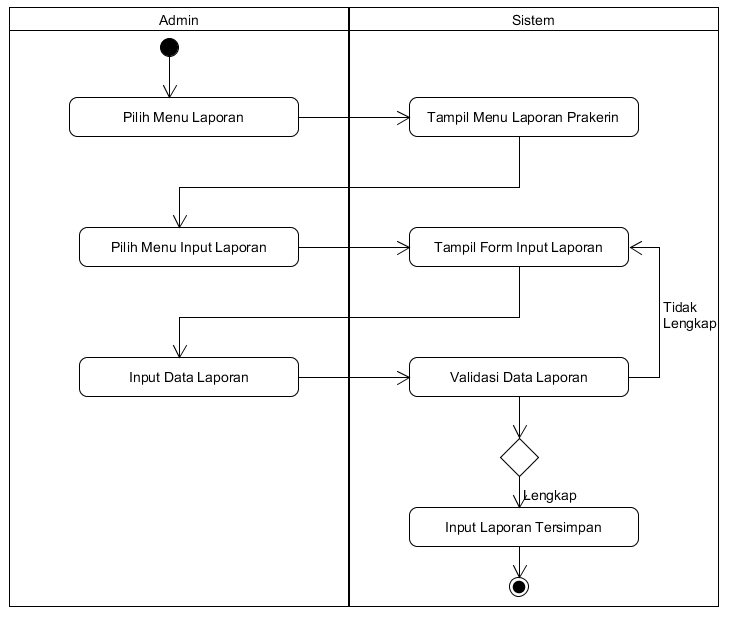 Admin
Sistem
Pilih Menu Laporan
Tampil Menu Laporan Prakerin
Pilih Menu Input Laporan
Tampil Form Input Laporan
Tidak
Lengkap
Input Data Laporan
Validasi Data Laporan
Lengkap
Input Laporan Tersimpan